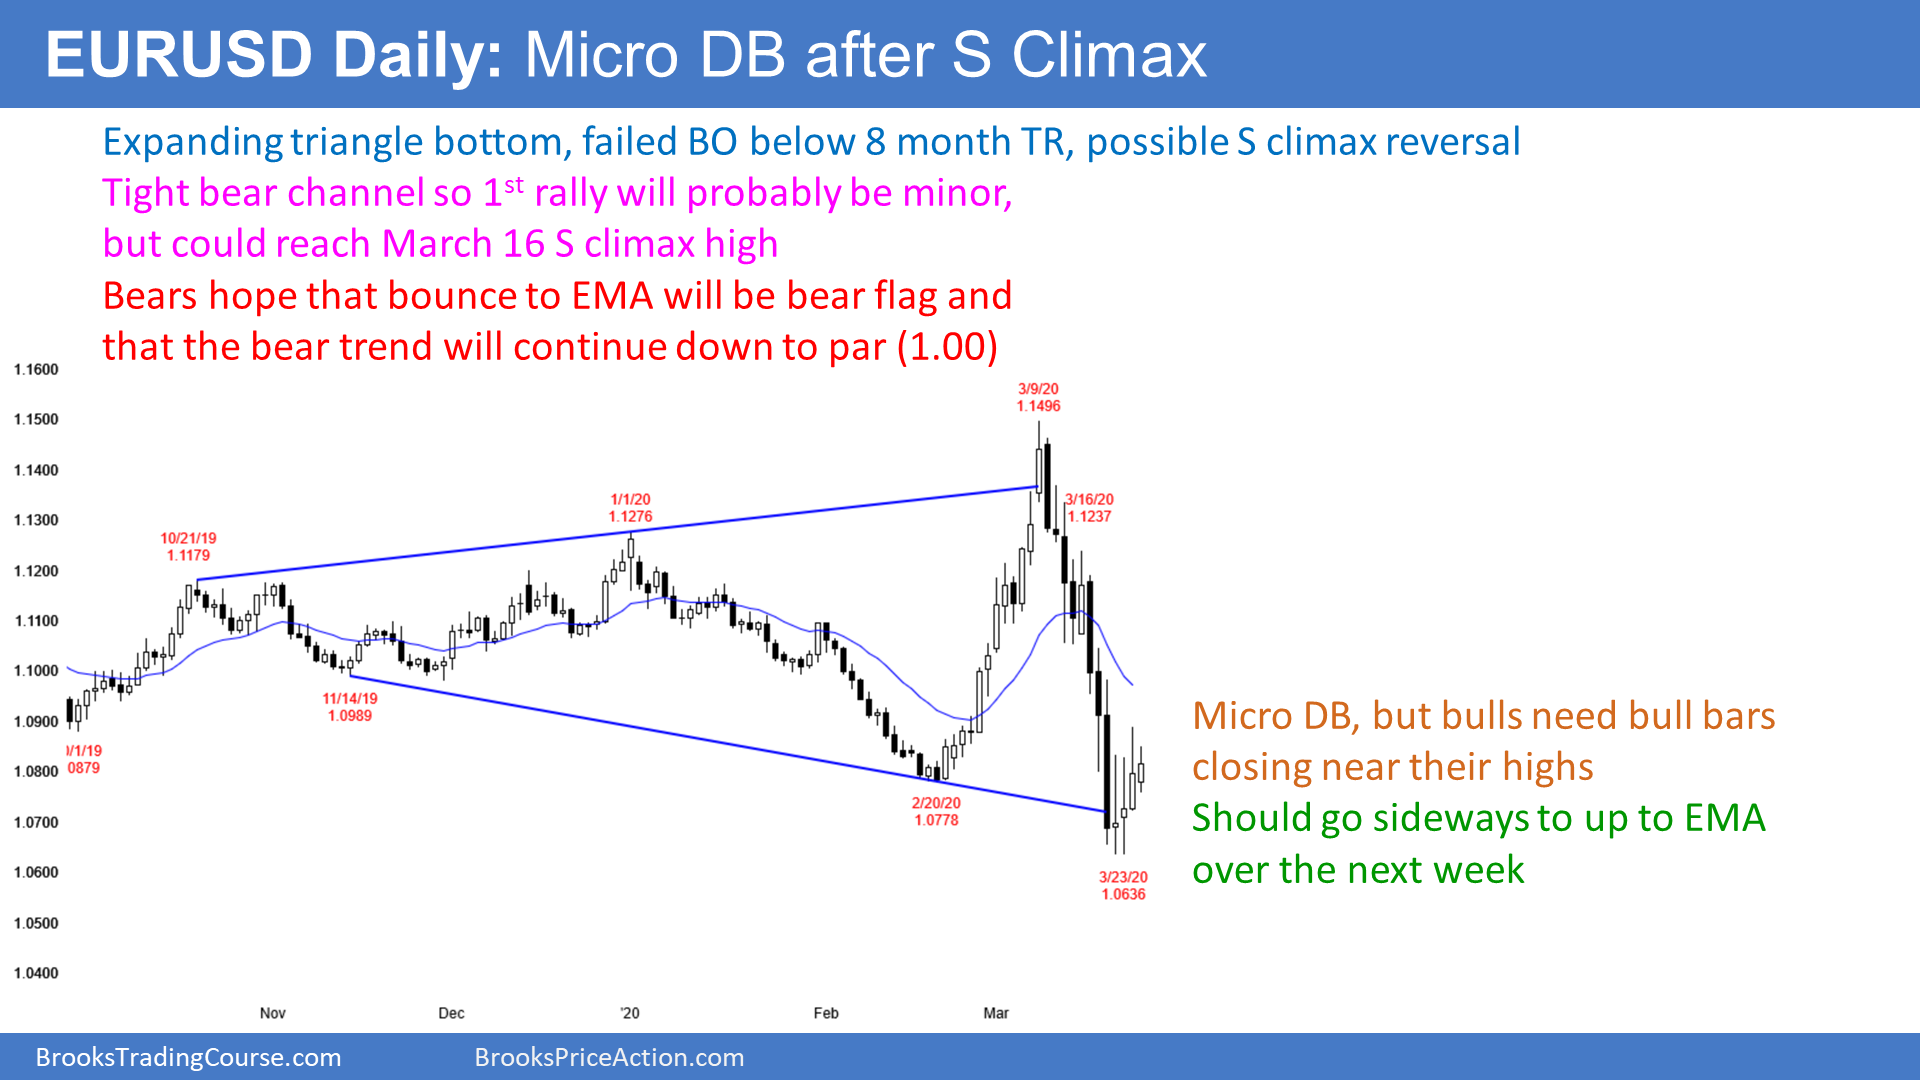 EURUSD Daily: Micro DB after S Climax
Expanding triangle bottom, failed BO below 8 month TR, possible S climax reversal
Tight bear channel so 1st rally will probably be minor,
but could reach March 16 S climax high
Bears hope that bounce to EMA will be bear flag and
that the bear trend will continue down to par (1.00)
1.1600
1.1500
1.1400
1.1300
1.1200
1.1100
1.1000
1.0900
1.0800
1.0700
1.0600
1.0500
1.0400
3/9/20
1.1496
3/16/20
1.1237
1/1/20
1.1276
10/21/19
1.1179
11/14/19
1.0989
/1/19
0879
2/20/20
1.0778
3/23/20
1.0636
Micro DB, but bulls need bull bars
closing near their highs
Should go sideways to up to EMA
over the next week
Nov
Dec
'20
Feb
Mar
BrooksTradingCourse.com
BrooksPriceAction.com